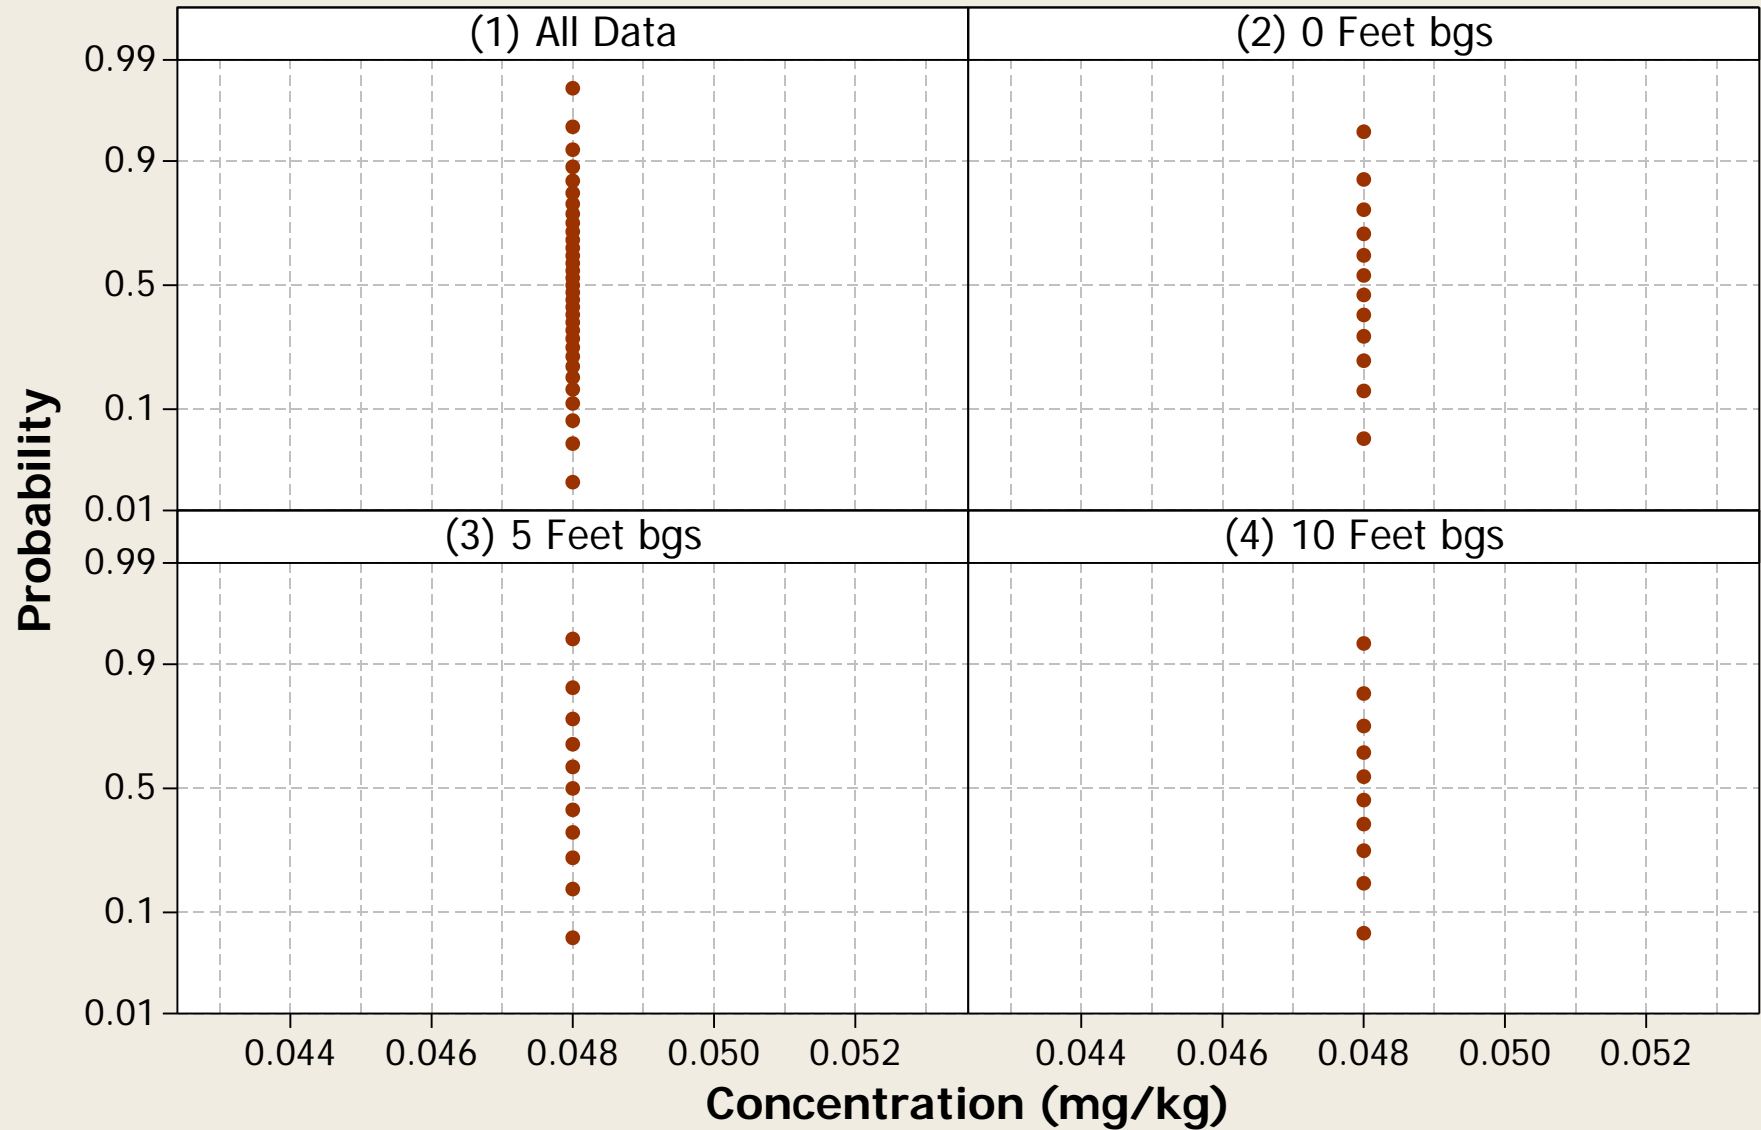 (1) All Data
(2) 0 Feet bgs
0.99
0.9
0.5
0.1
0.01
(3) 5 Feet bgs
(4) 10 Feet bgs
0.99
0.9
0.5
0.1
0.01
Probability
0.044 0.046 0.048 0.050 0.052
0.044 0.046 0.048 0.050 0.052
Concentration (mg/kg)